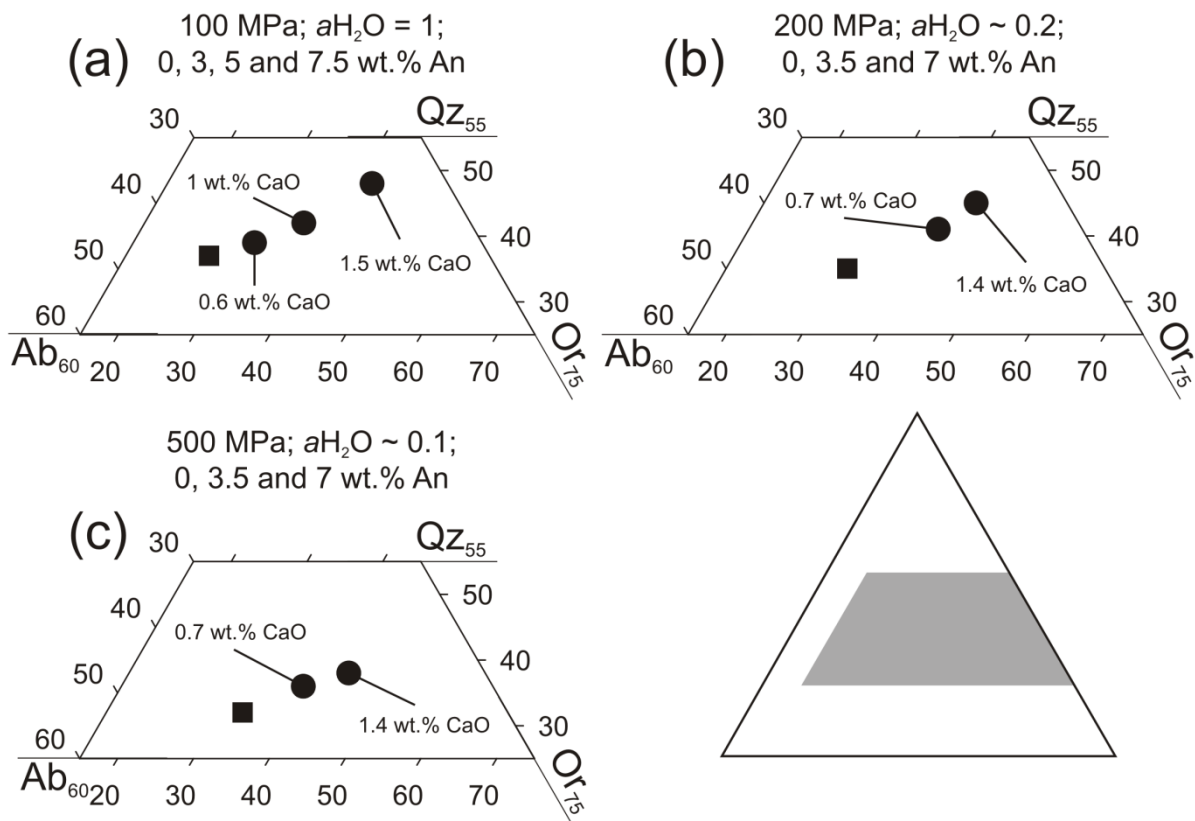 (a)
100 MPa; aH₂O = 1;
0, 3, 5 and 7.5 wt.% An
30
Qz₅₅
50
40
1 wt.% CaO
40
50
1.5 wt.% CaO
0.6 wt.% CaO
30
60
Ab₆₀
20
30
40
50
60
70
Or₇₅
(b)
200 MPa; aH₂O ~ 0.2;
0, 3.5 and 7 wt.% An
30
Qz₅₅
50
40
0.7 wt.% CaO
40
50
1.4 wt.% CaO
30
60
Ab₆₀
20
30
40
50
60
70
Or₇₅
(c)
500 MPa; aH₂O ~ 0.1;
0, 3.5 and 7 wt.% An
30
Qz₅₅
50
40
0.7 wt.% CaO
40
50
1.4 wt.% CaO
30
60
Ab₆₀
20
30
40
50
60
70
Or₇₅